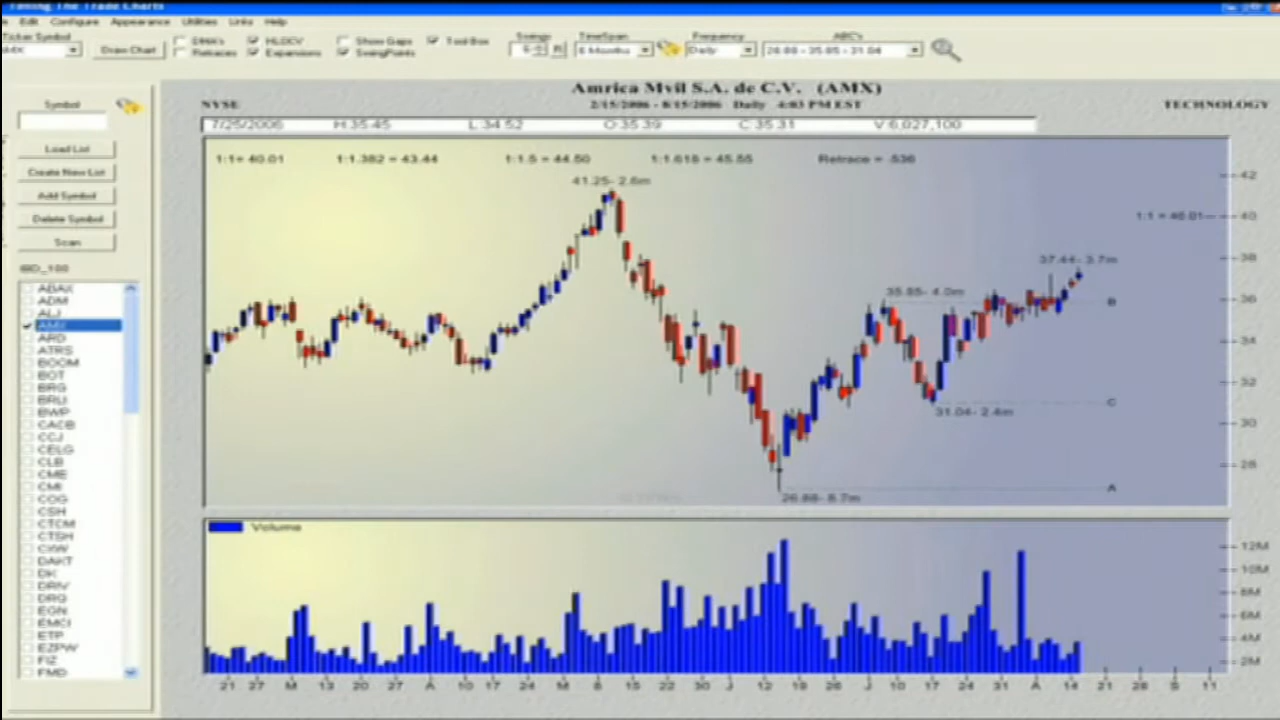 Timing The Trade Charts
Edit Configure Appearance Utilities Links Help
Ticker Symbol
AMX
Draw Chart
DMA's
Retraces
HLOCV
Expansions
Show Gaps
SwingPoints
Tool Box
Swings
TimeSpan
6 Months
Frequency
Daily
ABC's
26.88 - 35.85 - 31.04
Amrica Mvil S.A. de C.V. (AMX)
NYSE
2/15/2006 - 8/15/2006 Daily 4:03 PM EST
TECHNOLOGY
7/25/2006 H:35.45 L:34.52 O:35.39 C:35.31 V:6,027,100
1:1= 40.01 1:1.382 = 43.44 1:1.5 = 44.50 1:1.618 = 45.55 Retrace = .536
41.25- 2.6m
1:1 = 40.01
37.44- 3.7m
35.85- 4.0m
B
C
31.04- 2.4m
A
26.88- 8.7m
42
40
38
36
34
32
30
28
Symbol
Load List
Create New List
Add Symbol
Delete Symbol
Scan
IBD_100
ABAX
ADM
ALJ
AMX
ARD
ATRS
BOOM
BOT
BRG
BRLI
BWP
CACB
CCJ
CELG
CLB
CME
CMI
COG
CSH
CTCM
CTSH
CXW
DAKT
DK
DRIV
DRQ
EGN
EMCI
ETP
EZPW
FIZ
FMD
Volume
12M
10M
8M
6M
4M
2M
21 27 M 13 20 27 A 10 17 24 M 8 15 22 30 J 12 19 26 J 10 17 24 31 A 14 21 28 S 11